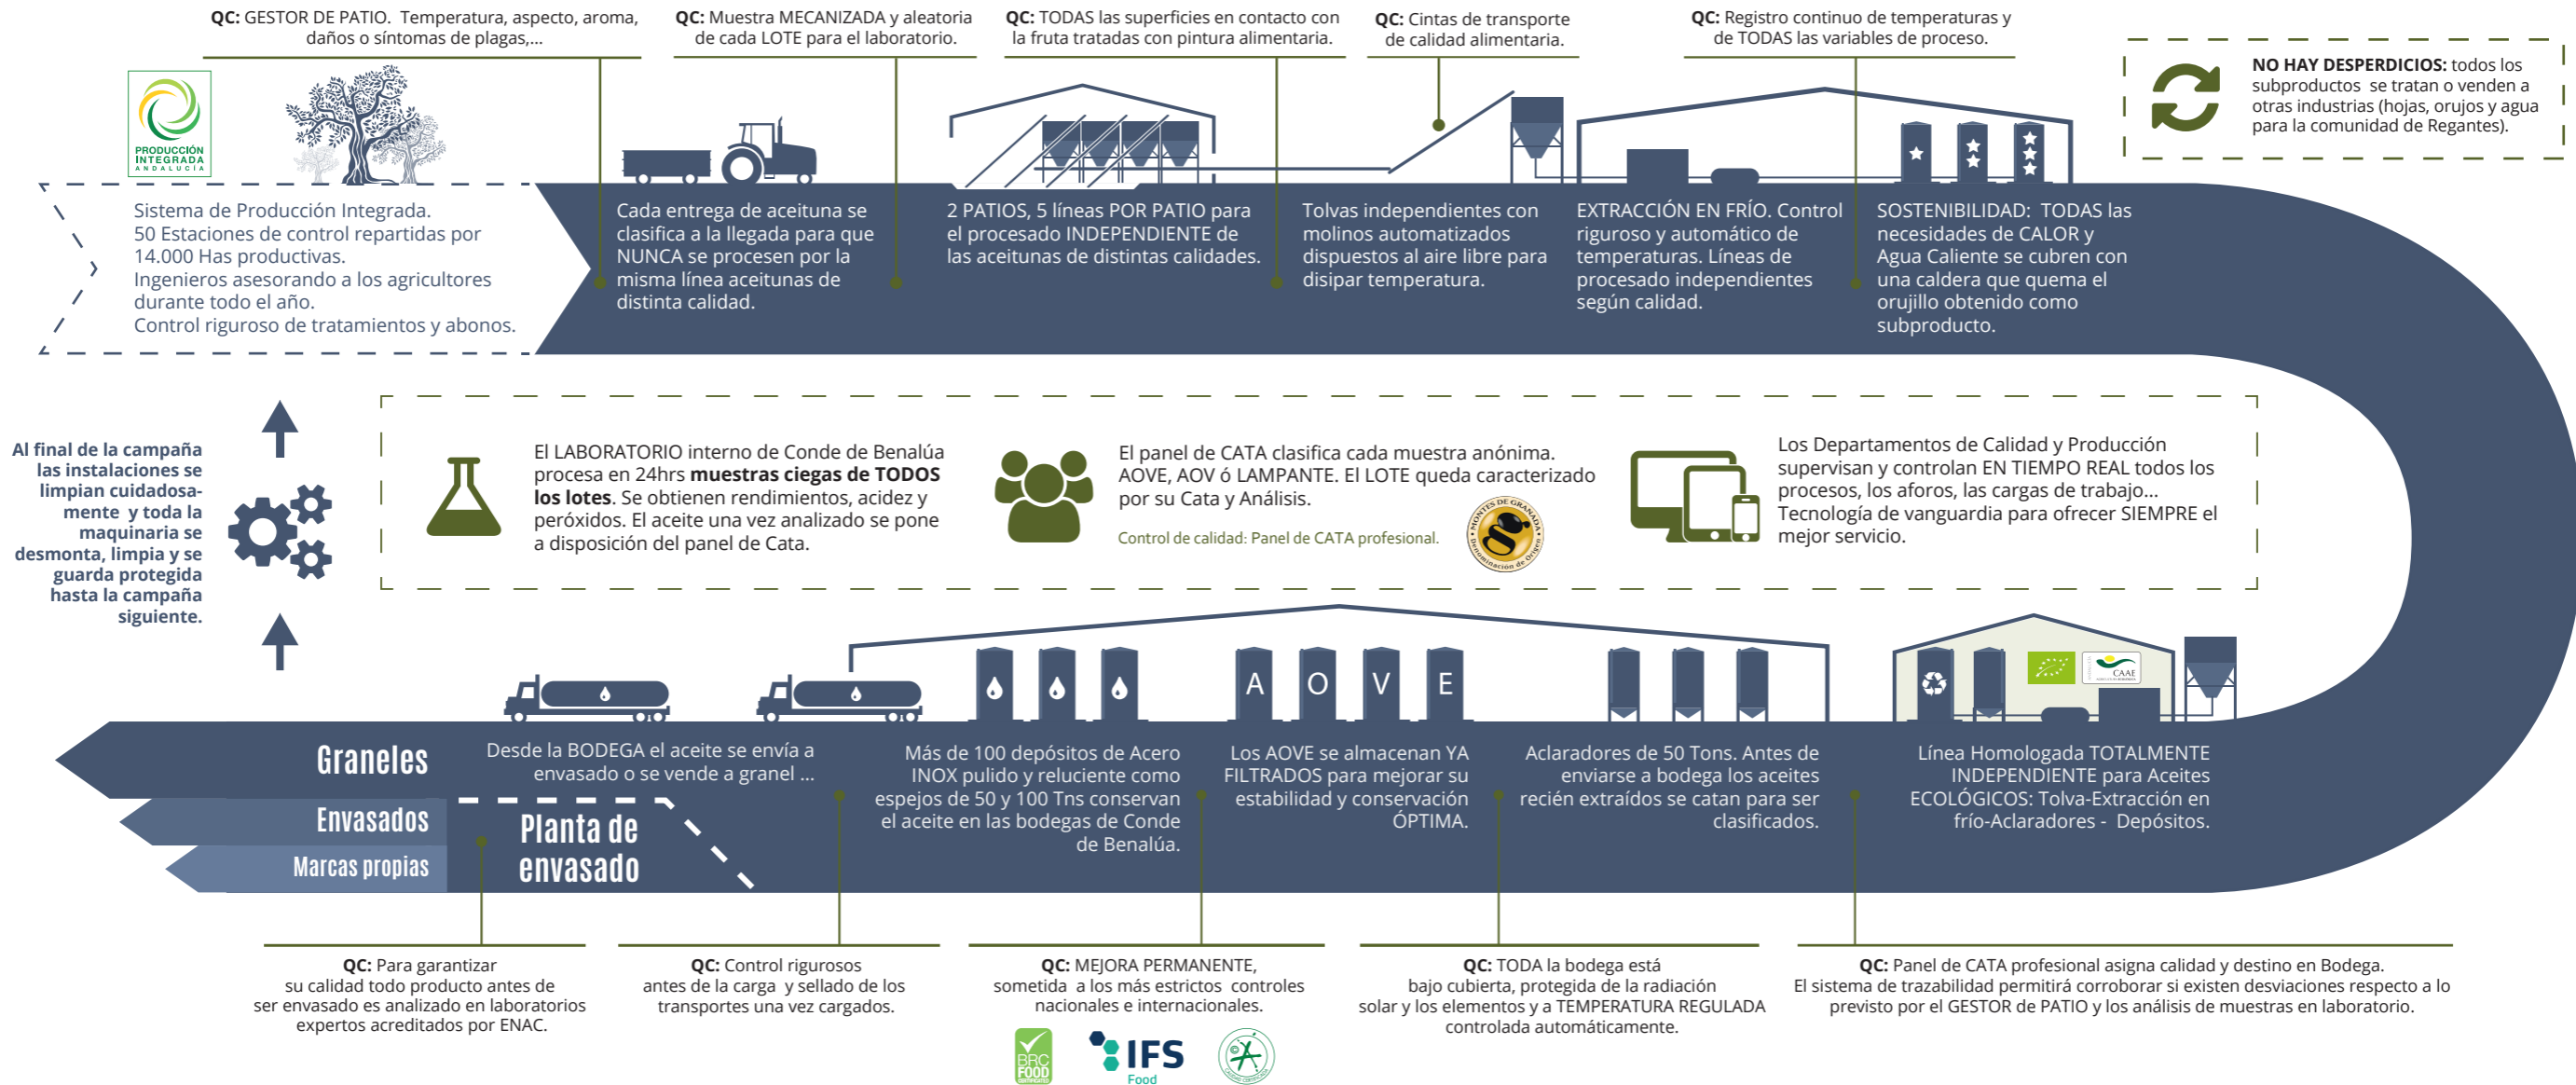 QC: GESTOR DE PATIO. Temperatura, aspecto, aroma,
daños o síntomas de plagas,...
QC: Muestra MECANIZADA y aleatoria
de cada LOTE para el laboratorio.
QC: TODAS las superficies en contacto con
la fruta tratadas con pintura alimentaria.
QC: Cintas de transporte
de calidad alimentaria.
QC: Registro continuo de temperaturas y
de TODAS las variables de proceso.
NO HAY DESPERDICIOS: todos los
subproductos se tratan o venden a
otras industrias (hojas, orujos y agua
para la comunidad de Regantes).
PRODUCCIÓN
INTEGRADA
ANDALUCÍA
Sistema de Producción Integrada.
50 Estaciones de control repartidas por
14.000 Has productivas.
Ingenieros asesorando a los agricultores
durante todo el año.
Control riguroso de tratamientos y abonos.
Cada entrega de aceituna se
clasifica a la llegada para que
NUNCA se procesen por la
misma línea aceitunas de
distinta calidad.
2 PATIOS, 5 líneas POR PATIO para
el procesado INDEPENDIENTE de
las aceitunas de distintas calidades.
Tolvas independientes con
molinos automatizados
dispuestos al aire libre para
disipar temperatura.
EXTRACCIÓN EN FRÍO. Control
riguroso y automático de
temperaturas. Líneas de
procesado independientes
según calidad.
SOSTENIBILIDAD: TODAS las
necesidades de CALOR y
Agua Caliente se cubren con
una caldera que quema el
orujillo obtenido como
subproducto.
Al final de la campaña
las instalaciones se
limpian cuidadosa-
mente y toda la
maquinaria se
desmonta, limpia y se
guarda protegida
hasta la campaña
siguiente.
El LABORATORIO interno de Conde de Benalúa
procesa en 24hrs muestras ciegas de TODOS
los lotes. Se obtienen rendimientos, acidez y
peróxidos. El aceite una vez analizado se pone
a disposición del panel de Cata.
El panel de CATA clasifica cada muestra anónima.
AOVE, AOV ó LAMPANTE. El LOTE queda caracterizado
por su Cata y Análisis.
Control de calidad: Panel de CATA profesional.
MONTES DE GRANADA
Denominación de Origen
Los Departamentos de Calidad y Producción
supervisan y controlan EN TIEMPO REAL todos los
procesos, los aforos, las cargas de trabajo...
Tecnología de vanguardia para ofrecer SIEMPRE el
mejor servicio.
A O V E
CAAE
Graneles
Envasados
Marcas propias
Planta de
envasado
Desde la BODEGA el aceite se envía a
envasado o se vende a granel ...
Más de 100 depósitos de Acero
INOX pulido y reluciente como
espejos de 50 y 100 Tns conservan
el aceite en las bodegas de Conde
de Benalúa.
Los AOVE se almacenan YA
FILTRADOS para mejorar su
estabilidad y conservación
ÓPTIMA.
Aclaradores de 50 Tons. Antes de
enviarse a bodega los aceites
recién extraídos se catan para ser
clasificados.
Línea Homologada TOTALMENTE
INDEPENDIENTE para Aceites
ECOLÓGICOS: Tolva-Extracción en
frío-Aclaradores - Depósitos.
QC: Para garantizar
su calidad todo producto antes de
ser envasado es analizado en laboratorios
expertos acreditados por ENAC.
QC: Control rigurosos
antes de la carga y sellado de los
transportes una vez cargados.
QC: MEJORA PERMANENTE,
sometida a los más estrictos controles
nacionales e internacionales.
BRC
FOOD
CERTIFICATED
IFS
Food
CALIDAD CERTIFICADA
QC: TODA la bodega está
bajo cubierta, protegida de la radiación
solar y los elementos y a TEMPERATURA REGULADA
controlada automáticamente.
QC: Panel de CATA profesional asigna calidad y destino en Bodega.
El sistema de trazabilidad permitirá corroborar si existen desviaciones respecto a lo
previsto por el GESTOR de PATIO y los análisis de muestras en laboratorio.